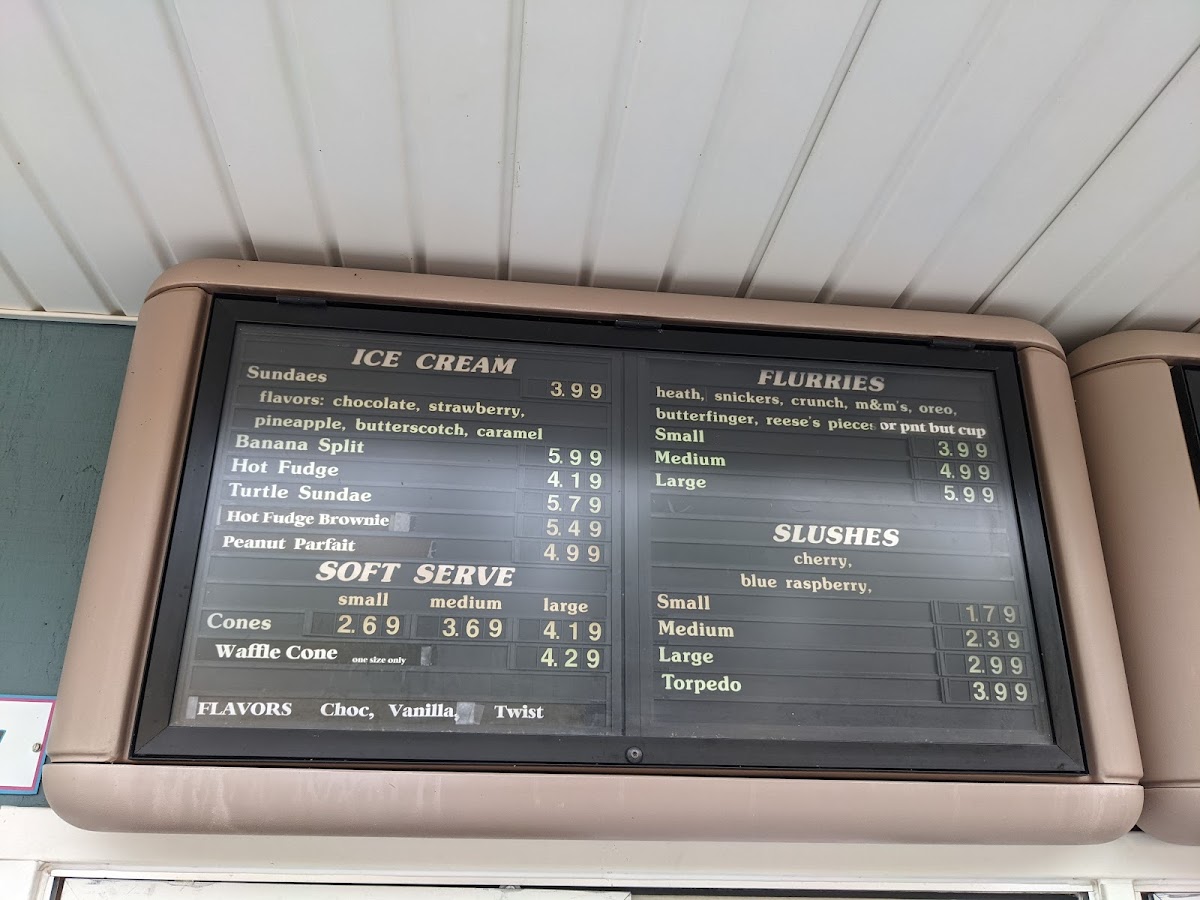 ICE CREAM
Sundaes 3.99
flavors: chocolate, strawberry,
pineapple, butterscotch, caramel
Banana Split 5.99
Hot Fudge 4.19
Turtle Sundae 5.79
Hot Fudge Brownie 5.49
Peanut Parfait 4.99
SOFT SERVE
small medium large
Cones 2.69 3.69 4.19
Waffle Cone one size only 4.29
FLAVORS Choc, Vanilla, Twist
FLURRIES
heath, snickers, crunch, m&m's, oreo,
butterfinger, reese's pieces or pnt but cup
Small 3.99
Medium 4.99
Large 5.99
SLUSHES
cherry,
blue raspberry,
Small 1.79
Medium 2.39
Large 2.99
Torpedo 3.99